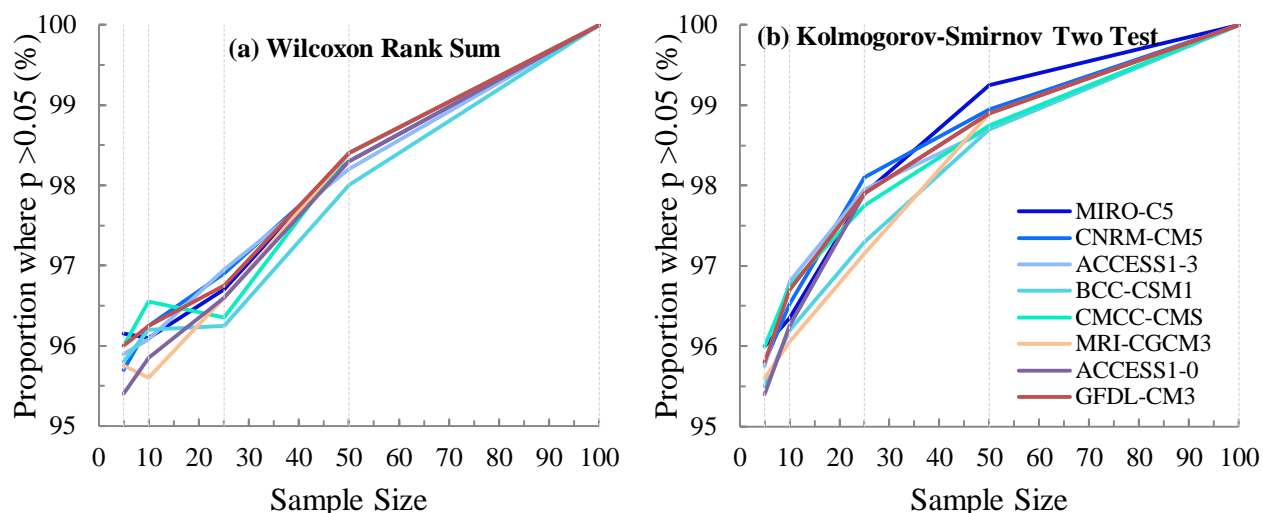 (a) Wilcoxon Rank Sum
Proportion where p >0.05 (%)
100
99
98
97
96
95
0 10 20 30 40 50 60 70 80 90 100
Sample Size
(b) Kolmogorov-Smirnov Two Test
Proportion where p >0.05 (%)
100
99
98
97
96
95
0 10 20 30 40 50 60 70 80 90 100
Sample Size
MIRO-C5
CNRM-CM5
ACCESS1-3
BCC-CSM1
CMCC-CMS
MRI-CGCM3
ACCESS1-0
GFDL-CM3